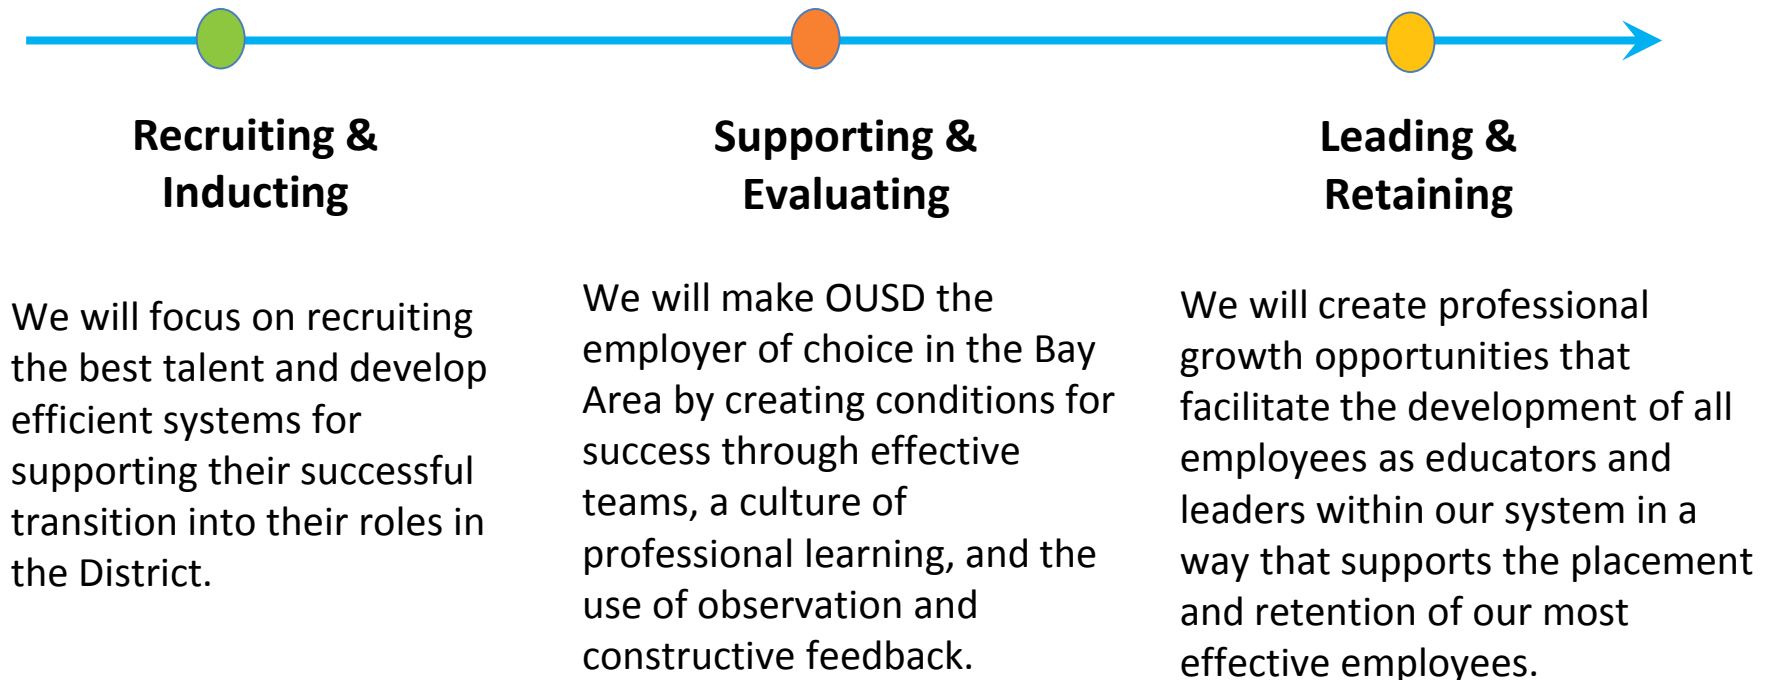 Recruiting &
Inducting
We will focus on recruiting
the best talent and develop
efficient systems for
supporting their successful
transition into their roles in
the District.
Supporting &
Evaluating
We will make OUSD the
employer of choice in the Bay
Area by creating conditions for
success through effective
teams, a culture of
professional learning, and the
use of observation and
constructive feedback.
Leading &
Retaining
We will create professional
growth opportunities that
facilitate the development of all
employees as educators and
leaders within our system in a
way that supports the placement
and retention of our most
effective employees.